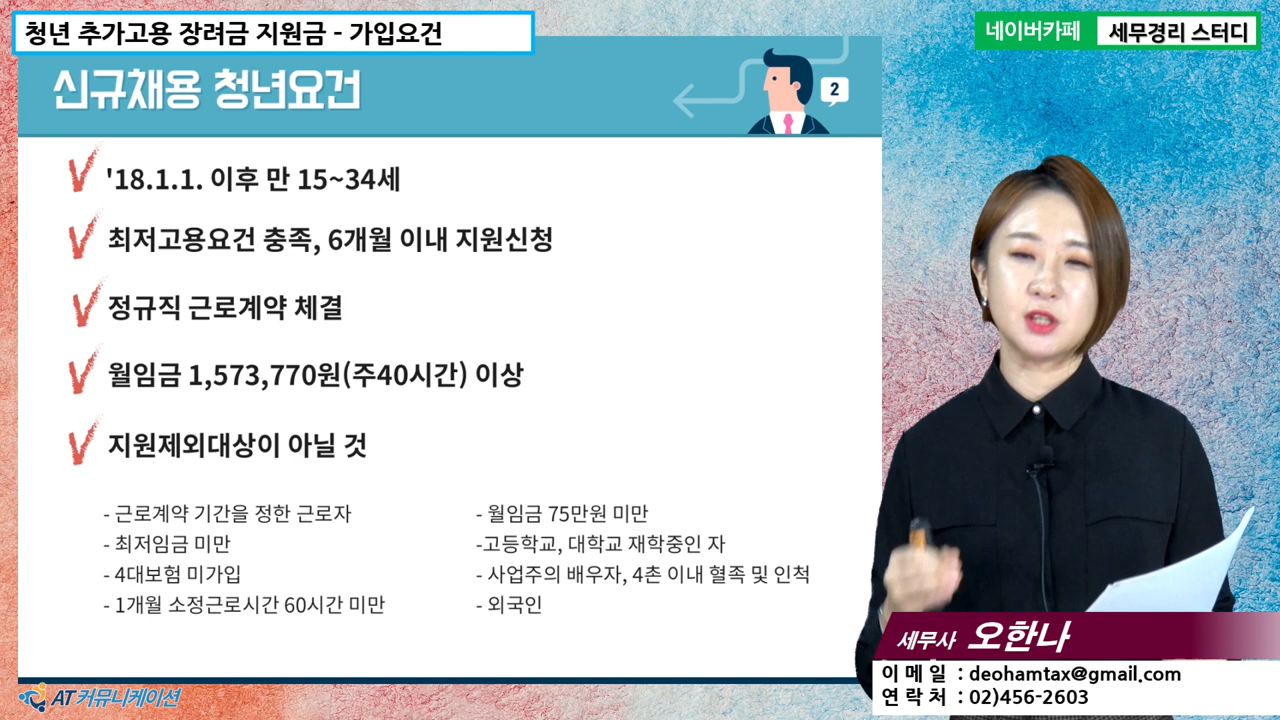 청년 추가고용 장려금 지원금 - 가입요건
네이버카페 세무경리 스터디
신규채용 청년요건
2
'18.1.1. 이후 만 15~34세
최저고용요건 충족, 6개월 이내 지원신청
정규직 근로계약 체결
월임금 1,573,770원(주40시간) 이상
지원제외대상이 아닐 것
- 근로계약 기간을 정한 근로자
- 최저임금 미만
- 4대보험 미가입
- 1개월 소정근로시간 60시간 미만
- 월임금 75만원 미만
-고등학교, 대학교 재학중인 자
- 사업주의 배우자, 4촌 이내 혈족 및 인척
- 외국인
세무사 오한나
이 메 일 : deohamtax@gmail.com
연 락 처 : 02)456-2603
AT커뮤니케이션